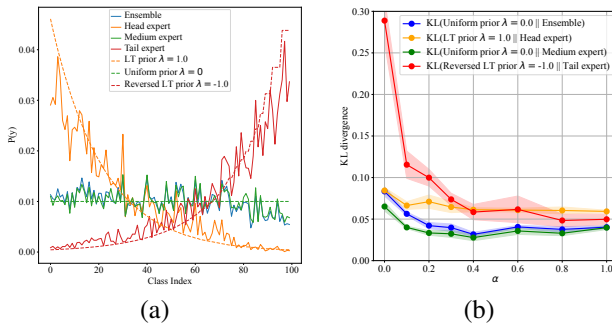 Ensemble
Head expert
Medium expert
Tail expert
LT prior λ = 1.0
Uniform prior λ = 0
Reversed LT prior λ = -1.0
P(y)
0.04
0.03
0.02
0.01
0.00
0
20
40
60
80
100
Class Index
(a)
KL(Uniform prior λ = 0.0 || Ensemble)
KL(LT prior λ = 1.0 || Head expert)
KL(Uniform prior λ = 0.0 || Medium expert)
KL(Reversed LT prior λ = -1.0 || Tail expert)
KL divergence
0.30
0.25
0.20
0.15
0.10
0.05
0.00
0.0
0.2
0.4
0.6
0.8
1.0
α
(b)